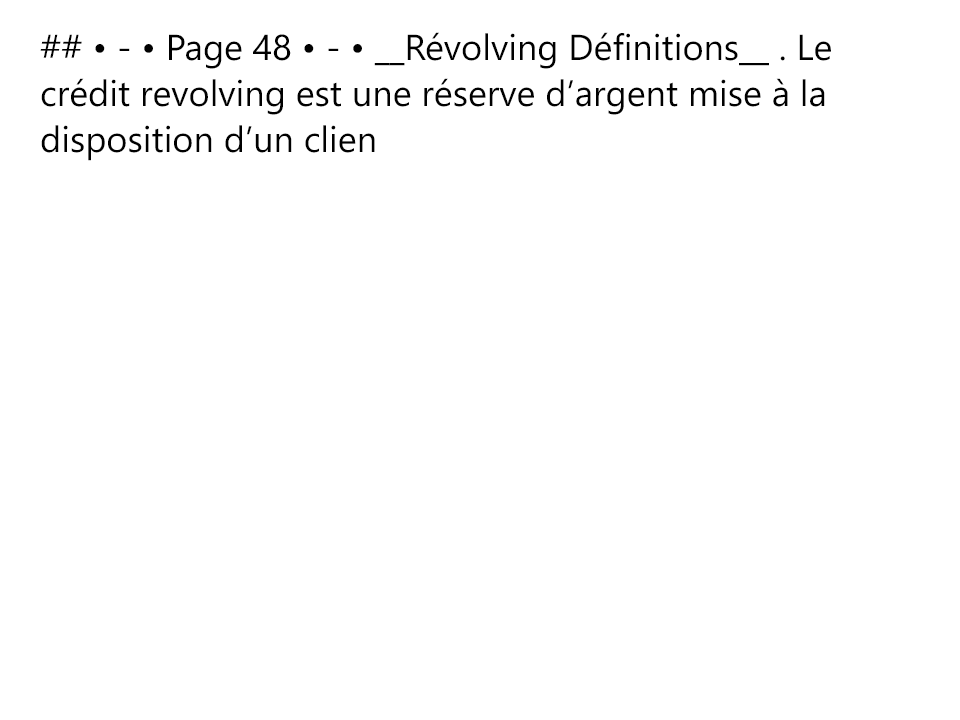 ## • - • Page 48 • - • __Révolving Définitions__ . Le
crédit revolving est une réserve d’argent mise à la
disposition d’un clien